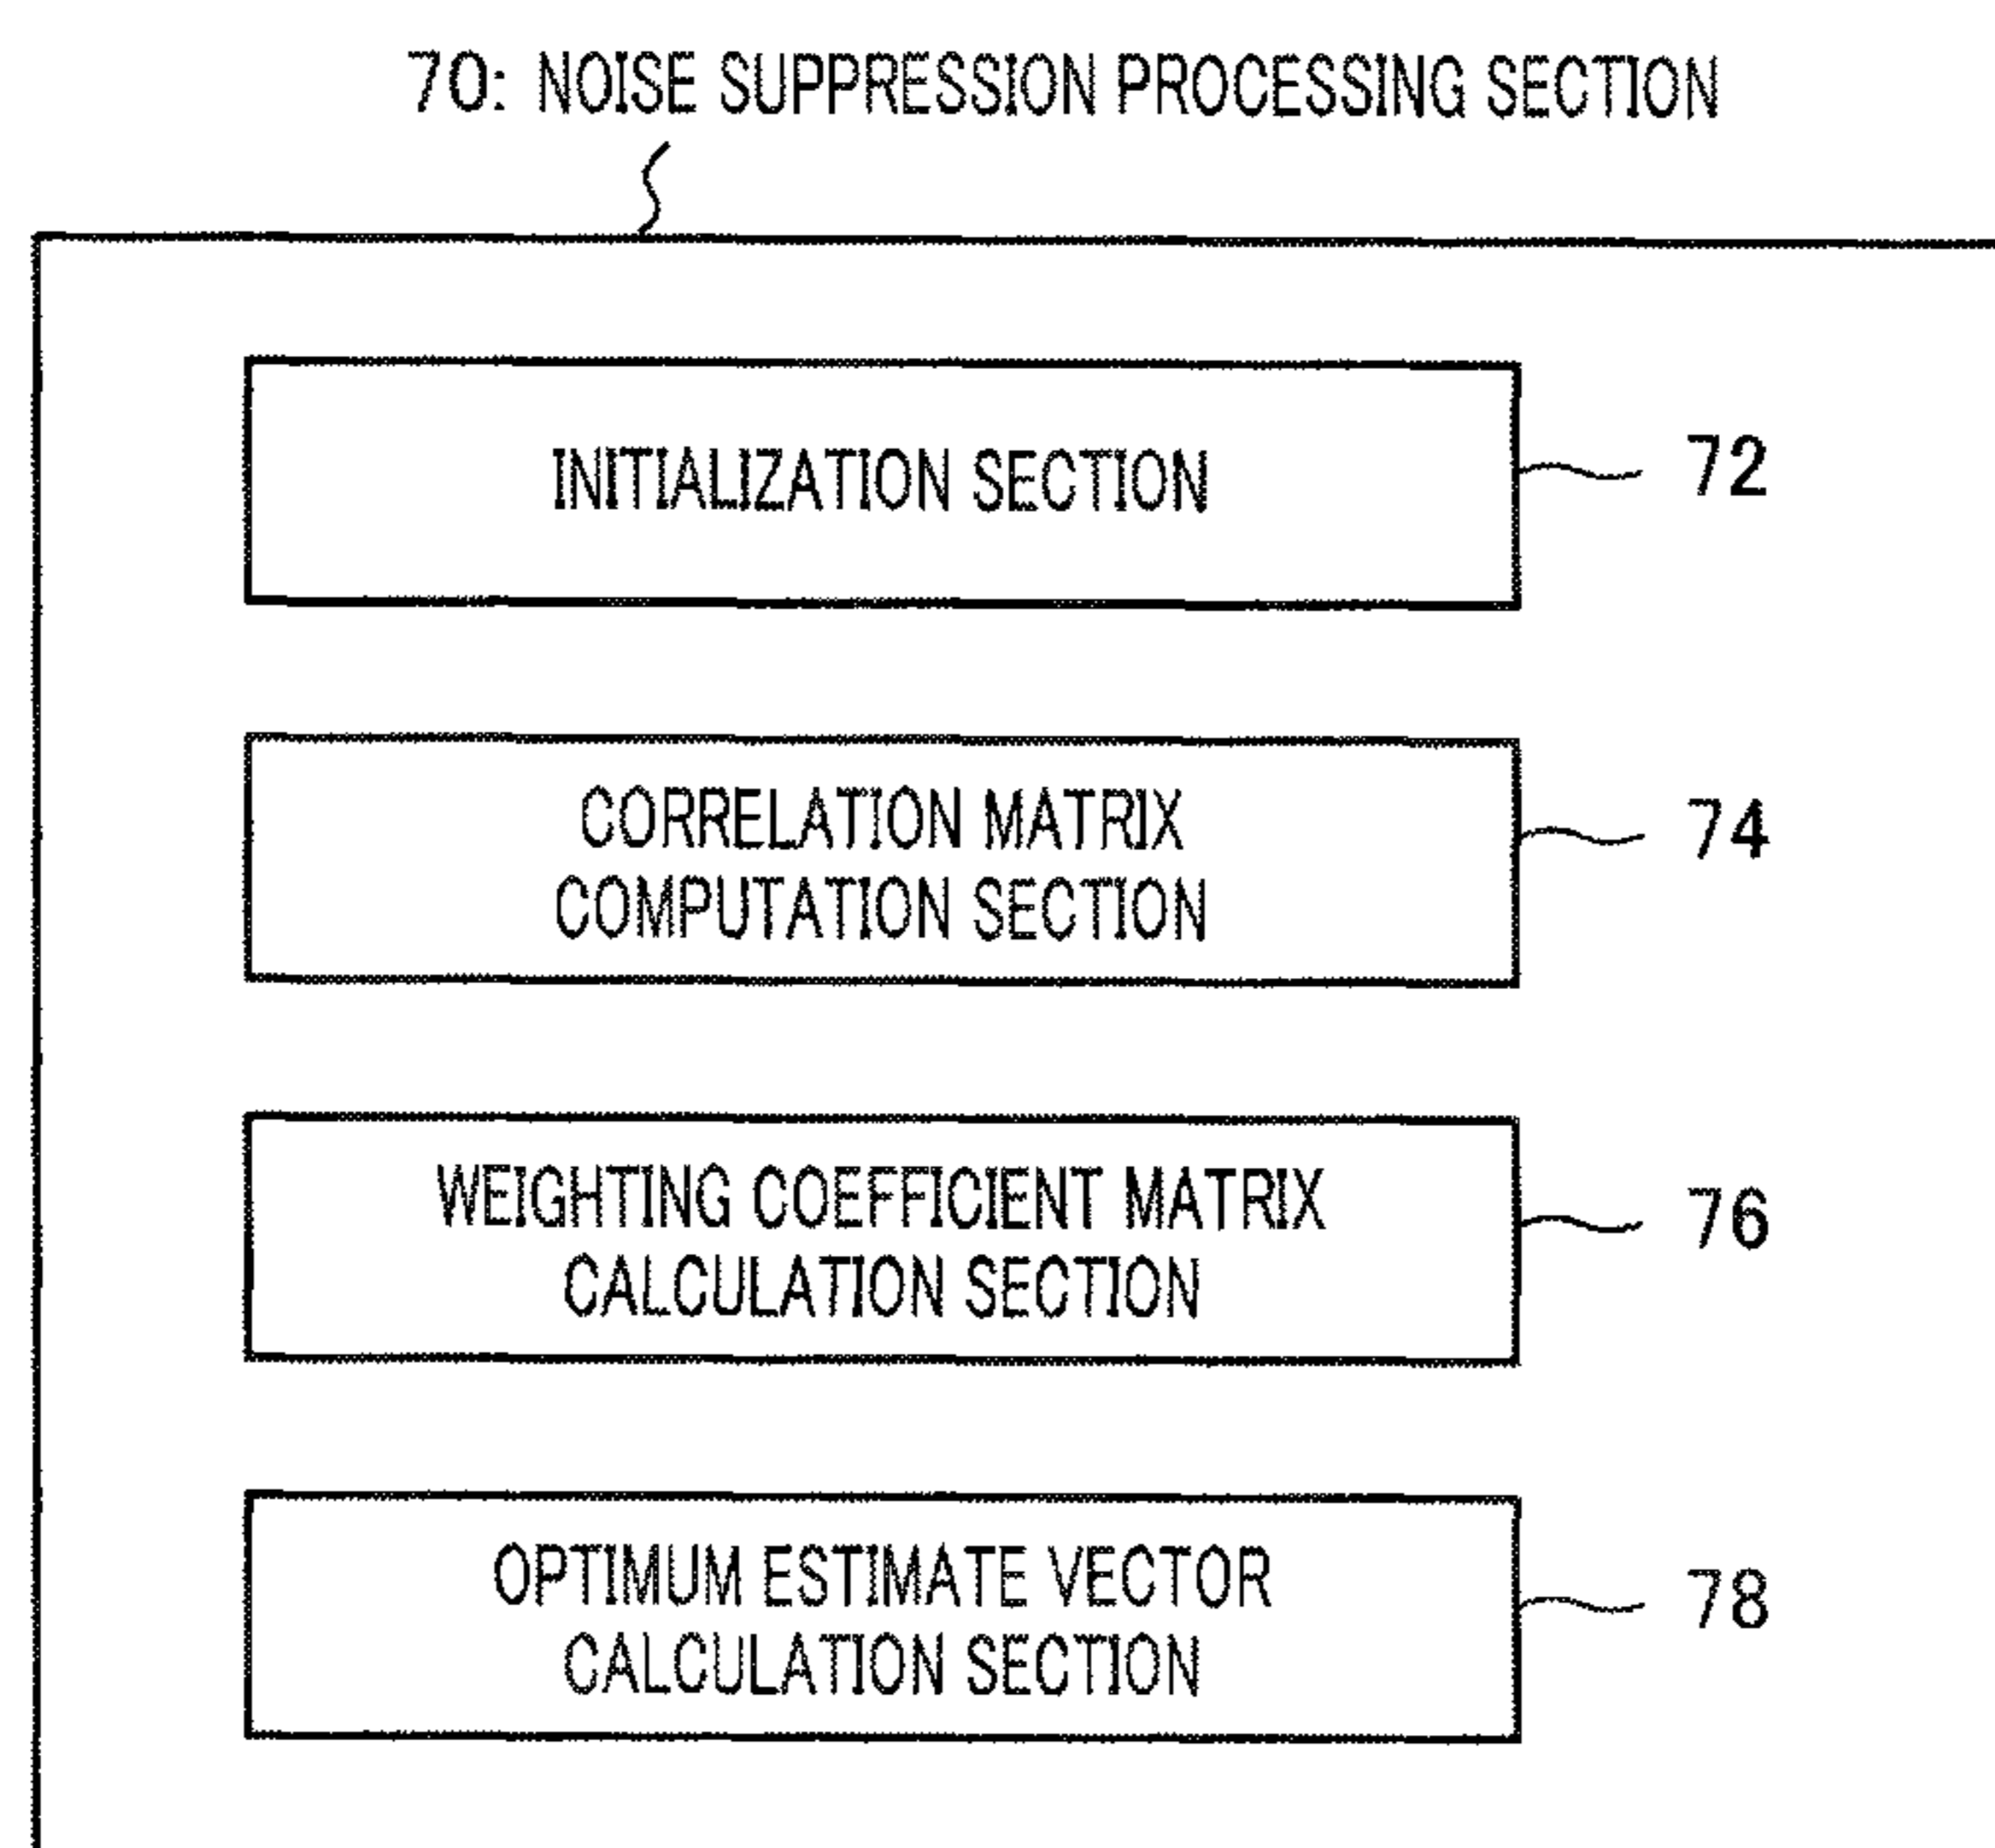 70: NOISE SUPPRESSION PROCESSING SECTION
INITIALIZATION SECTION
72
CORRELATION MATRIX
COMPUTATION SECTION
74
WEIGHTING COEFFICIENT MATRIX
CALCULATION SECTION
76
OPTIMUM ESTIMATE VECTOR
CALCULATION SECTION
78